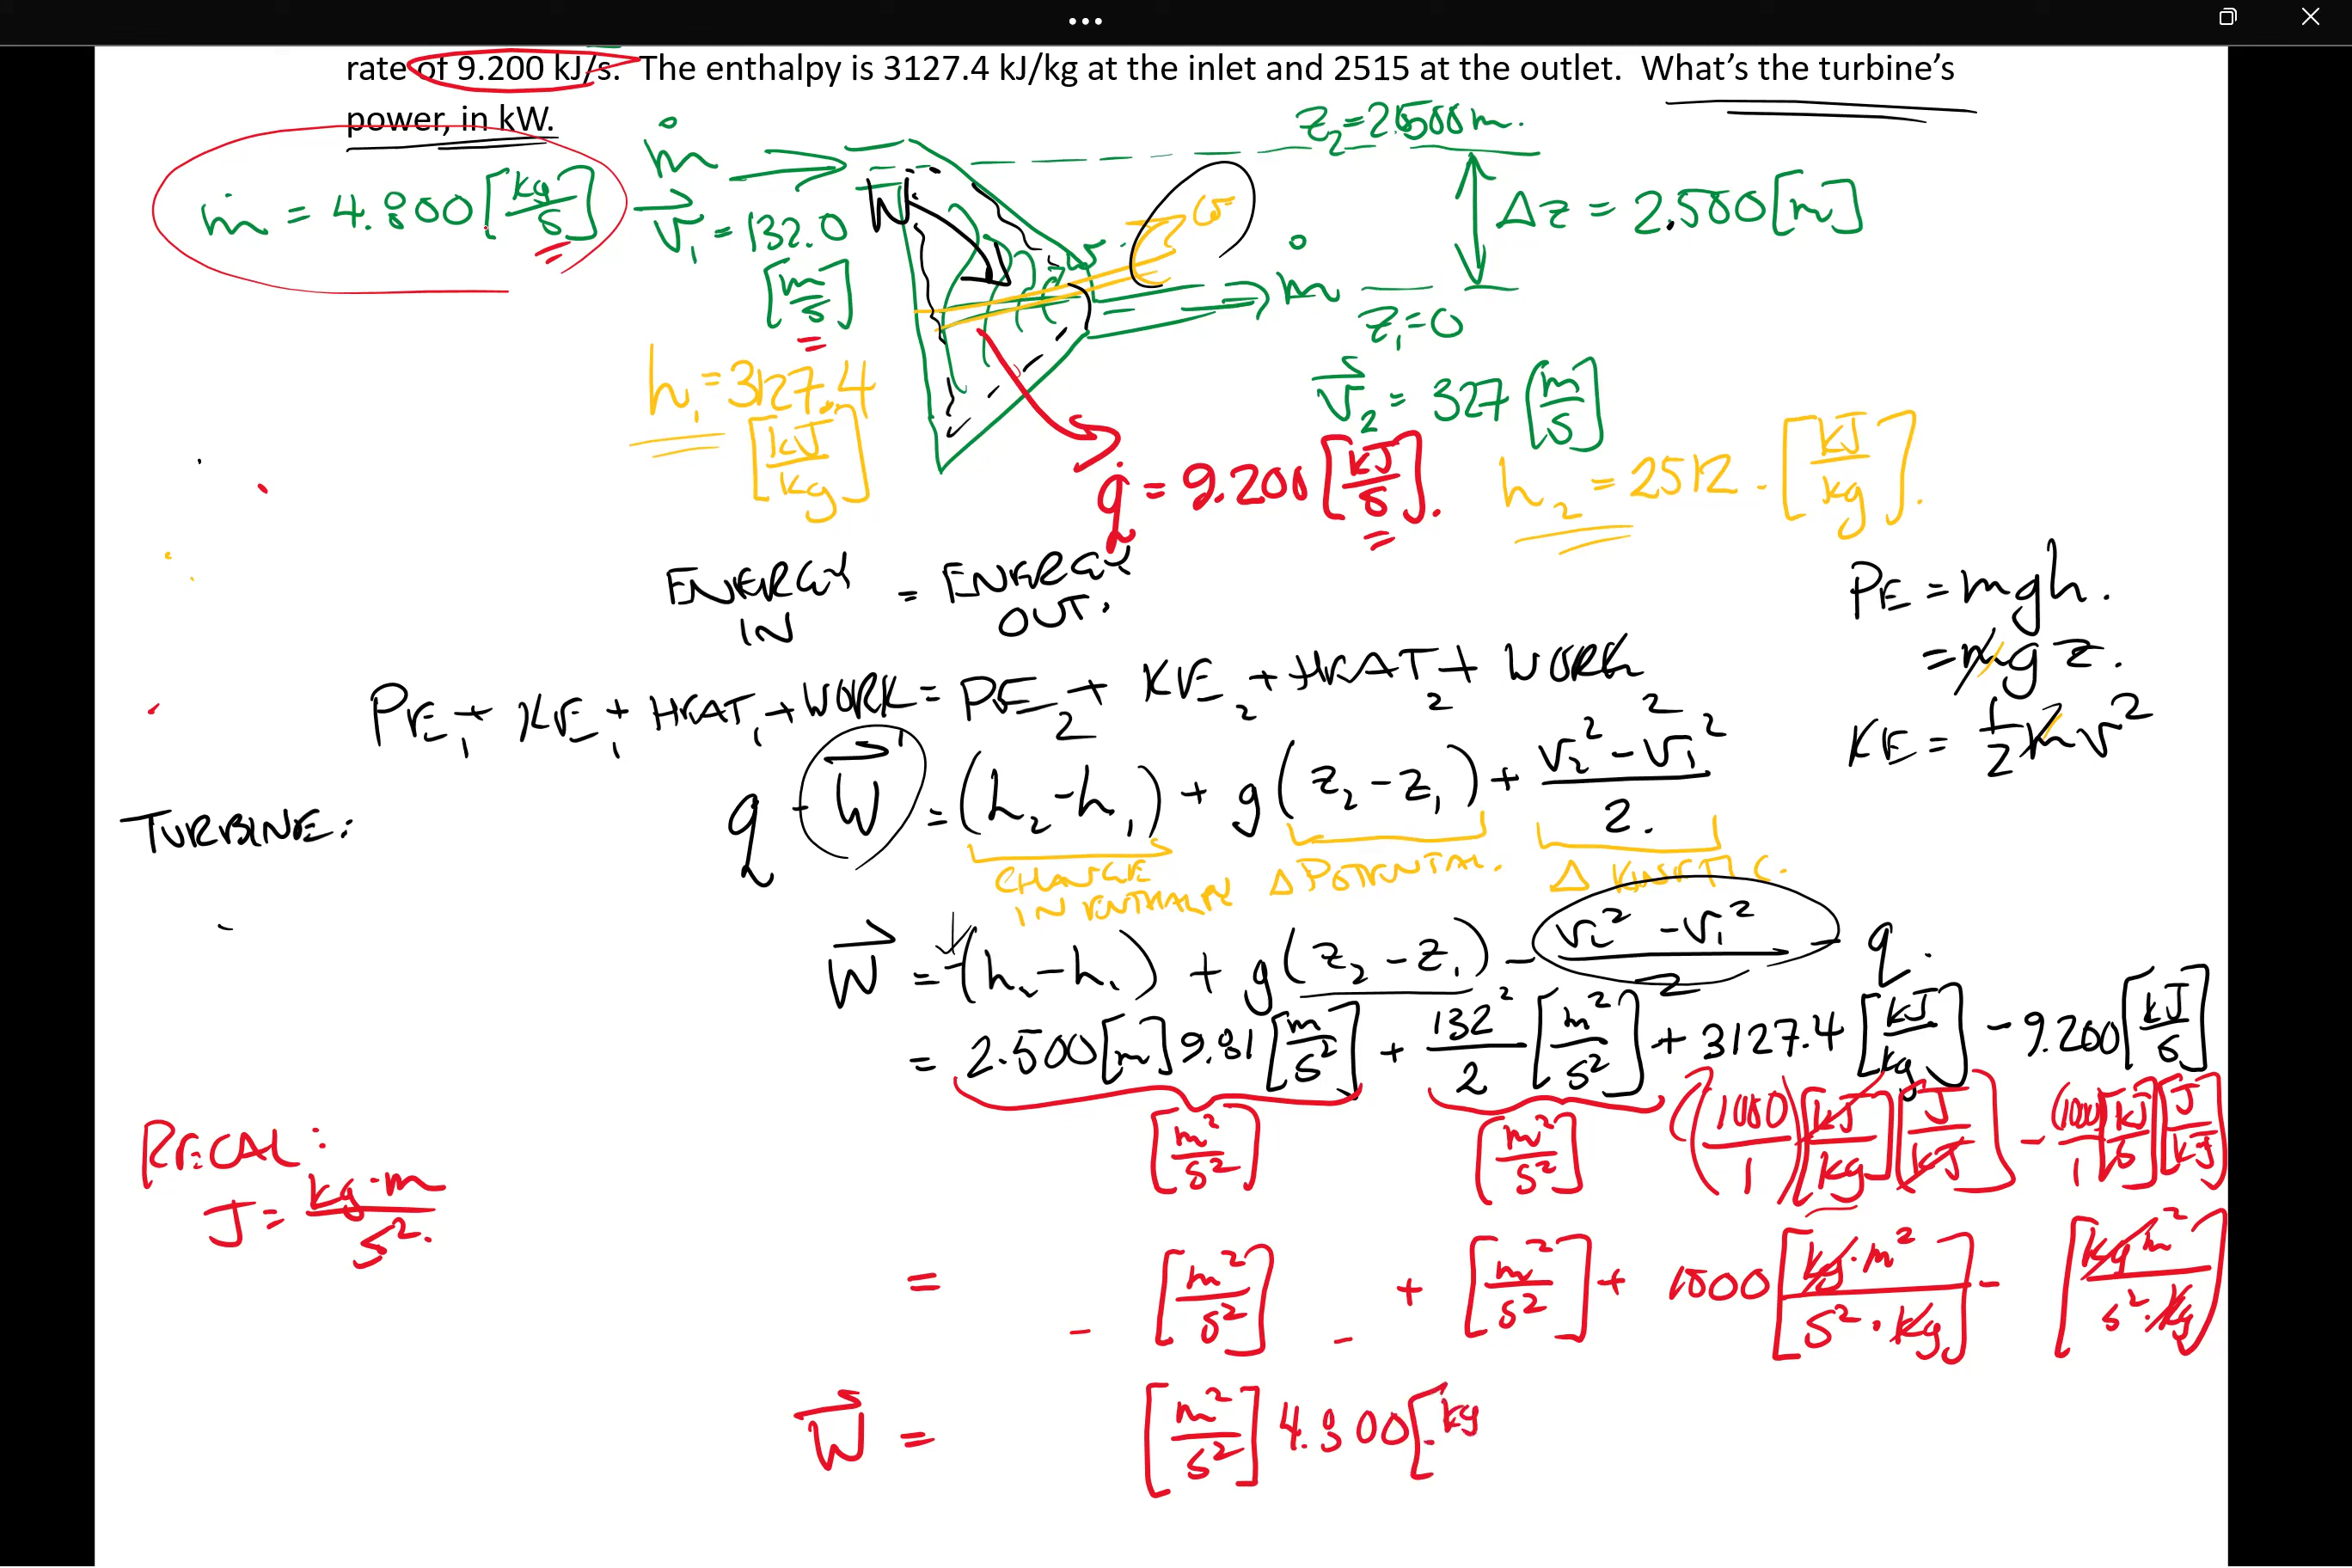 rate of 9.200 kJ/s. The enthalpy is 3127.4 kJ/kg at the inlet and 2515 at the outlet. What's the turbine's
power, in kW.
ṁ = 4.800 [kg/s]
ṁ
v₁ = 132.0 [m/s]
Ẇ
ω
z₂ = 2.500 m.
Δz = 2.500 [m]
ṁ
z₁ = 0
h₁ = 3127.4 [kJ/kg]
v₂ = 327 [m/s]
q̇ = 9.200 [kJ/s].
h₂ = 2512. [kJ/kg].
ENERGY IN = ENERGY OUT.
PE = mgh.
= mgz.
KE = 1/2 m v²
PE₁ + KE₁ + HEAT₁ + WORK₁ = PE₂ + KE₂ + HEAT₂ + WORK₂
TURBINE:
q - W = (h₂ - h₁) + g(z₂ - z₁) + (v₂² - v₁²)/2.
CHANGE IN ENTHALPY
Δ POTENTIAL.
Δ KINETIC.
W = -(h₂ - h₁) + g(z₂ - z₁) - (v₂² - v₁²)/2 - q.
= 2.500 [m] 9.81 [m/s²] + 132²/2 [m²/s²] + 3127.4 [kJ/kg] - 9.200 [kJ/s]
[m²/s²] [m²/s²] (1000/1) [kJ/kg] [J/kJ] - (1000/1) [kJ/s] [J/kJ]
RECAL:
J = kg·m/s².
= - [m²/s²] - + [m²/s²] + 1000 [kg·m²/s²·kg] - [kg m²/s²·kg]
W = [m²/s²] 4.800 [kg